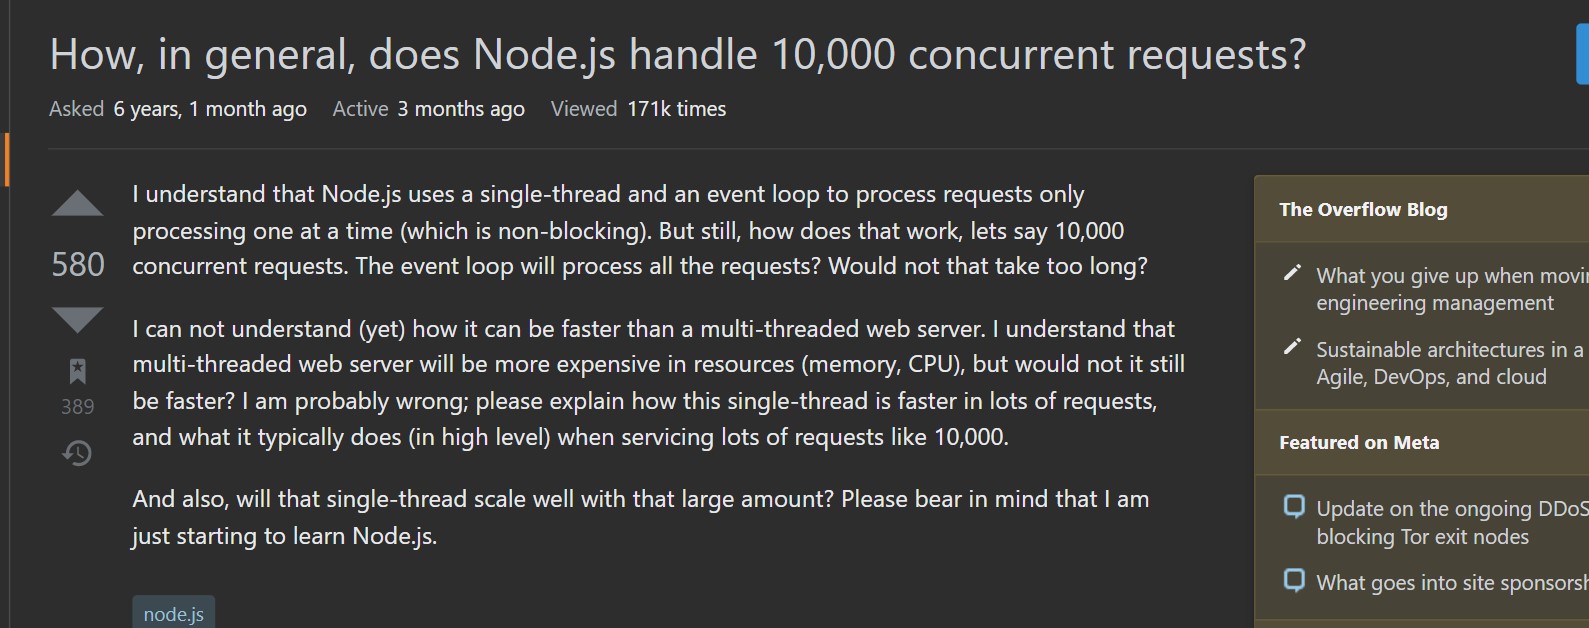 How, in general, does Node.js handle 10,000 concurrent requests?
Asked 6 years, 1 month ago Active 3 months ago Viewed 171k times
580
389
I understand that Node.js uses a single-thread and an event loop to process requests only
processing one at a time (which is non-blocking). But still, how does that work, lets say 10,000
concurrent requests. The event loop will process all the requests? Would not that take too long?
I can not understand (yet) how it can be faster than a multi-threaded web server. I understand that
multi-threaded web server will be more expensive in resources (memory, CPU), but would not it still
be faster? I am probably wrong; please explain how this single-thread is faster in lots of requests,
and what it typically does (in high level) when servicing lots of requests like 10,000.
And also, will that single-thread scale well with that large amount? Please bear in mind that I am
just starting to learn Node.js.
node.js
The Overflow Blog
What you give up when
engineering management
Sustainable architectures in a
Agile, DevOps, and cloud
Featured on Meta
Update on the ongoing DDoS
blocking Tor exit nodes
What goes into site